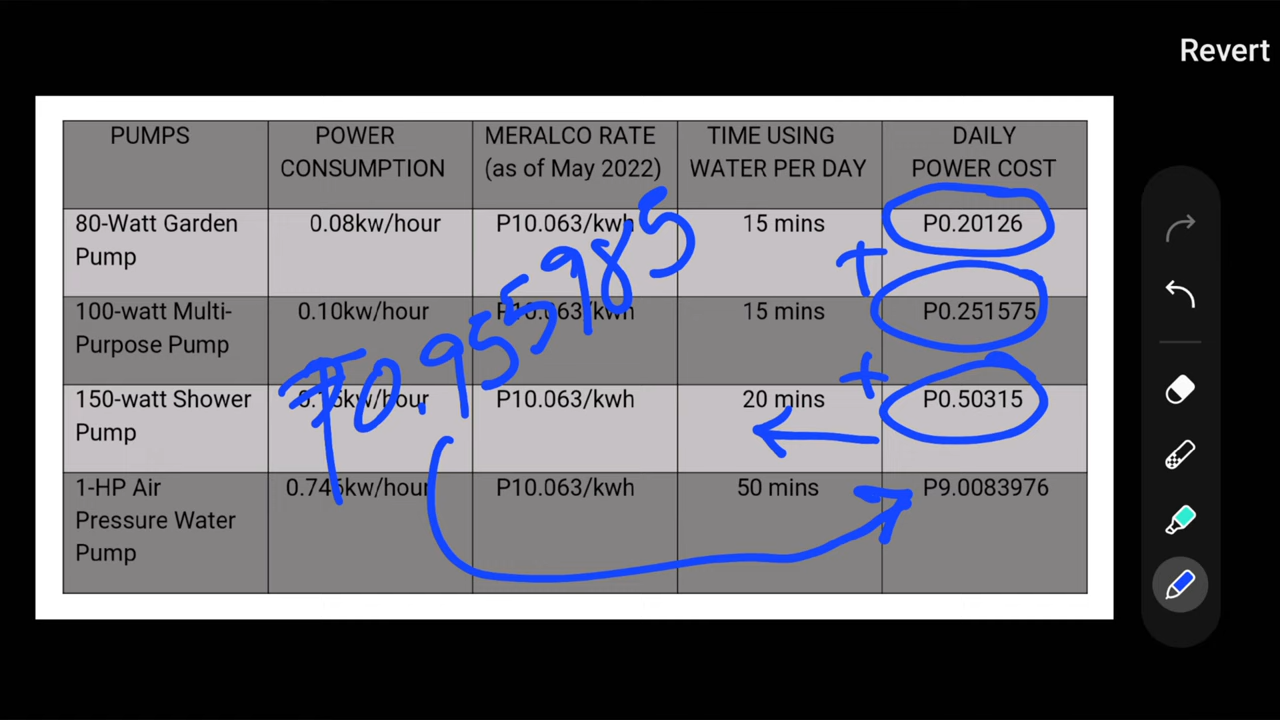 Revert
PUMPS
POWER
CONSUMPTION
MERALCO RATE
(as of May 2022)
TIME USING
WATER PER DAY
DAILY
POWER COST
80-Watt Garden
Pump
0.08kw/hour
P10.063/kwh
15 mins
P0.20126
+
100-watt Multi-
Purpose Pump
0.10kw/hour
P10.063/kwh
15 mins
P0.251575
+
150-watt Shower
Pump
0.15kw/hour
P10.063/kwh
20 mins
P0.50315
₱0.955985
1-HP Air
Pressure Water
Pump
0.746kw/hour
P10.063/kwh
50 mins
P9.0083976